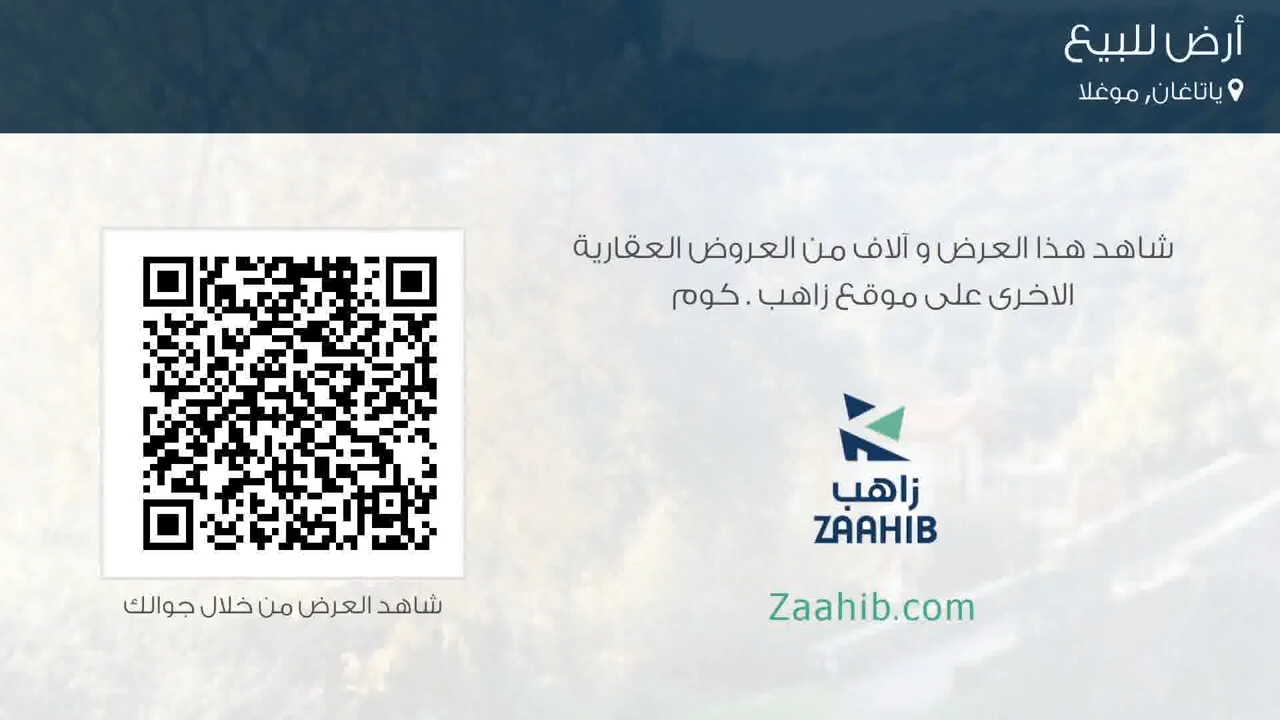 أرض للبيع
ياتاغان, موغلا
شاهد هذا العرض و آلاف من العروض العقارية
الاخرى على موقع زاهب . كوم
زاهب
ZAAHIB
Zaahib.com
شاهد العرض من خلال جوالك